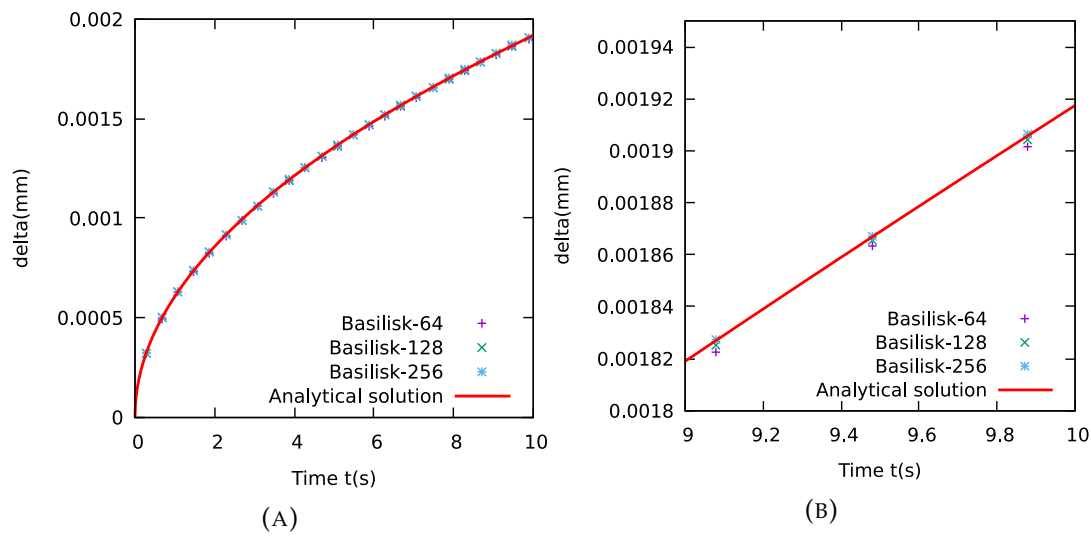 0.002
0.0015
0.001
0.0005
0
delta(mm)
Basilisk-64
Basilisk-128
Basilisk-256
Analytical solution
0 2 4 6 8 10
Time t(s)
(A)
0.00194
0.00192
0.0019
0.00188
0.00186
0.00184
0.00182
0.0018
delta(mm)
Basilisk-64
Basilisk-128
Basilisk-256
Analytical solution
9 9.2 9.4 9.6 9.8 10
Time t(s)
(B)